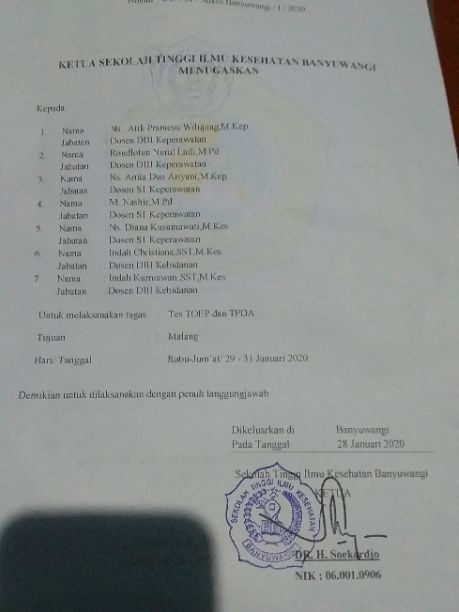 Banyuwangi / 1 / 2020
KETUA SEKOLAH TINGGI ILMU KESEHATAN BANYUWANGI
MENUGASKAN
Kepada
1. Nama : Ns. Atik Pramesti Wilujeng,M.Kep
Jabatan : Dosen DIII Keperawatan
2. Nama : Roudlotun Nurul Laili,M.Pd
Jabatan : Dosen DIII Keperawatan
3. Nama : Ns. Anita Dwi Ariyani,M.Kep
Jabatan : Dosen S1 Keperawatan
4. Nama : M. Nashir,M.Pd
Jabatan : Dosen S1 Keperawatan
5. Nama : Ns. Diana Kusumawati,M.Kes
Jabatan : Dosen S1 Keperawatan
6. Nama : Indah Christiana,SST,M.Kes
Jabatan : Dosen DIII Kebidanan
7. Nama : Indah Kurniawati,SST,M.Kes
Jabatan : Dosen DIII Kebidanan
Untuk melaksanakan tugas : Tes TOEP dan TPDA
Tujuan : Malang
Hari/ Tanggal : Rabu-Jum'at/ 29 - 31 Januari 2020
Demikian untuk dilaksanakan dengan penuh tanggungjawab
Dikeluarkan di : Banyuwangi
Pada Tanggal : 28 Januari 2020
Sekolah Tinggi Ilmu Kesehatan Banyuwangi
KETUA
SEKOLAH TINGGI ILMU KESEHATAN
BANYUWANGI
DR. H. Soekardjo
NIK : 06.001.0906